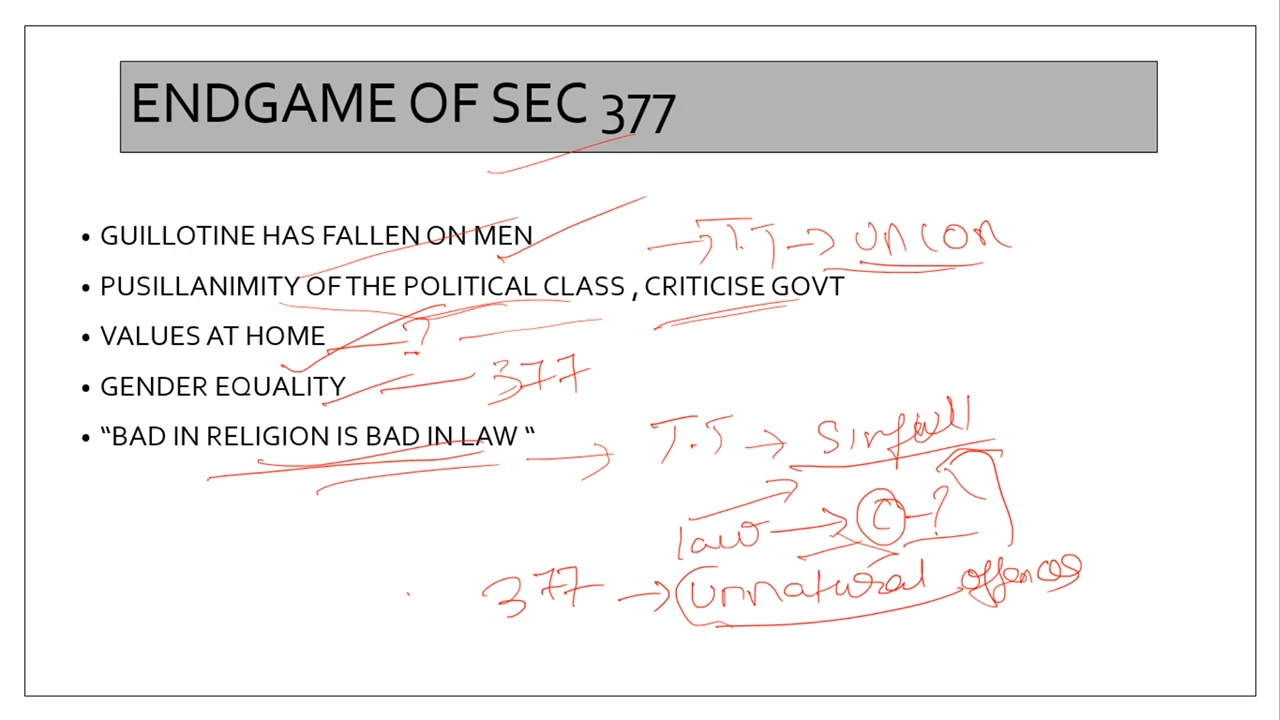 ENDGAME OF SEC 377
• GUILLOTINE HAS FALLEN ON MEN
→ T.T → UNCON
• PUSILLANIMITY OF THE POLITICAL CLASS , CRITICISE GOVT
• VALUES AT HOME ?
• GENDER EQUALITY 377
• “BAD IN RELIGION IS BAD IN LAW “
→ T.T → Sinfull
law → C - ?
377 → Unnatural offences